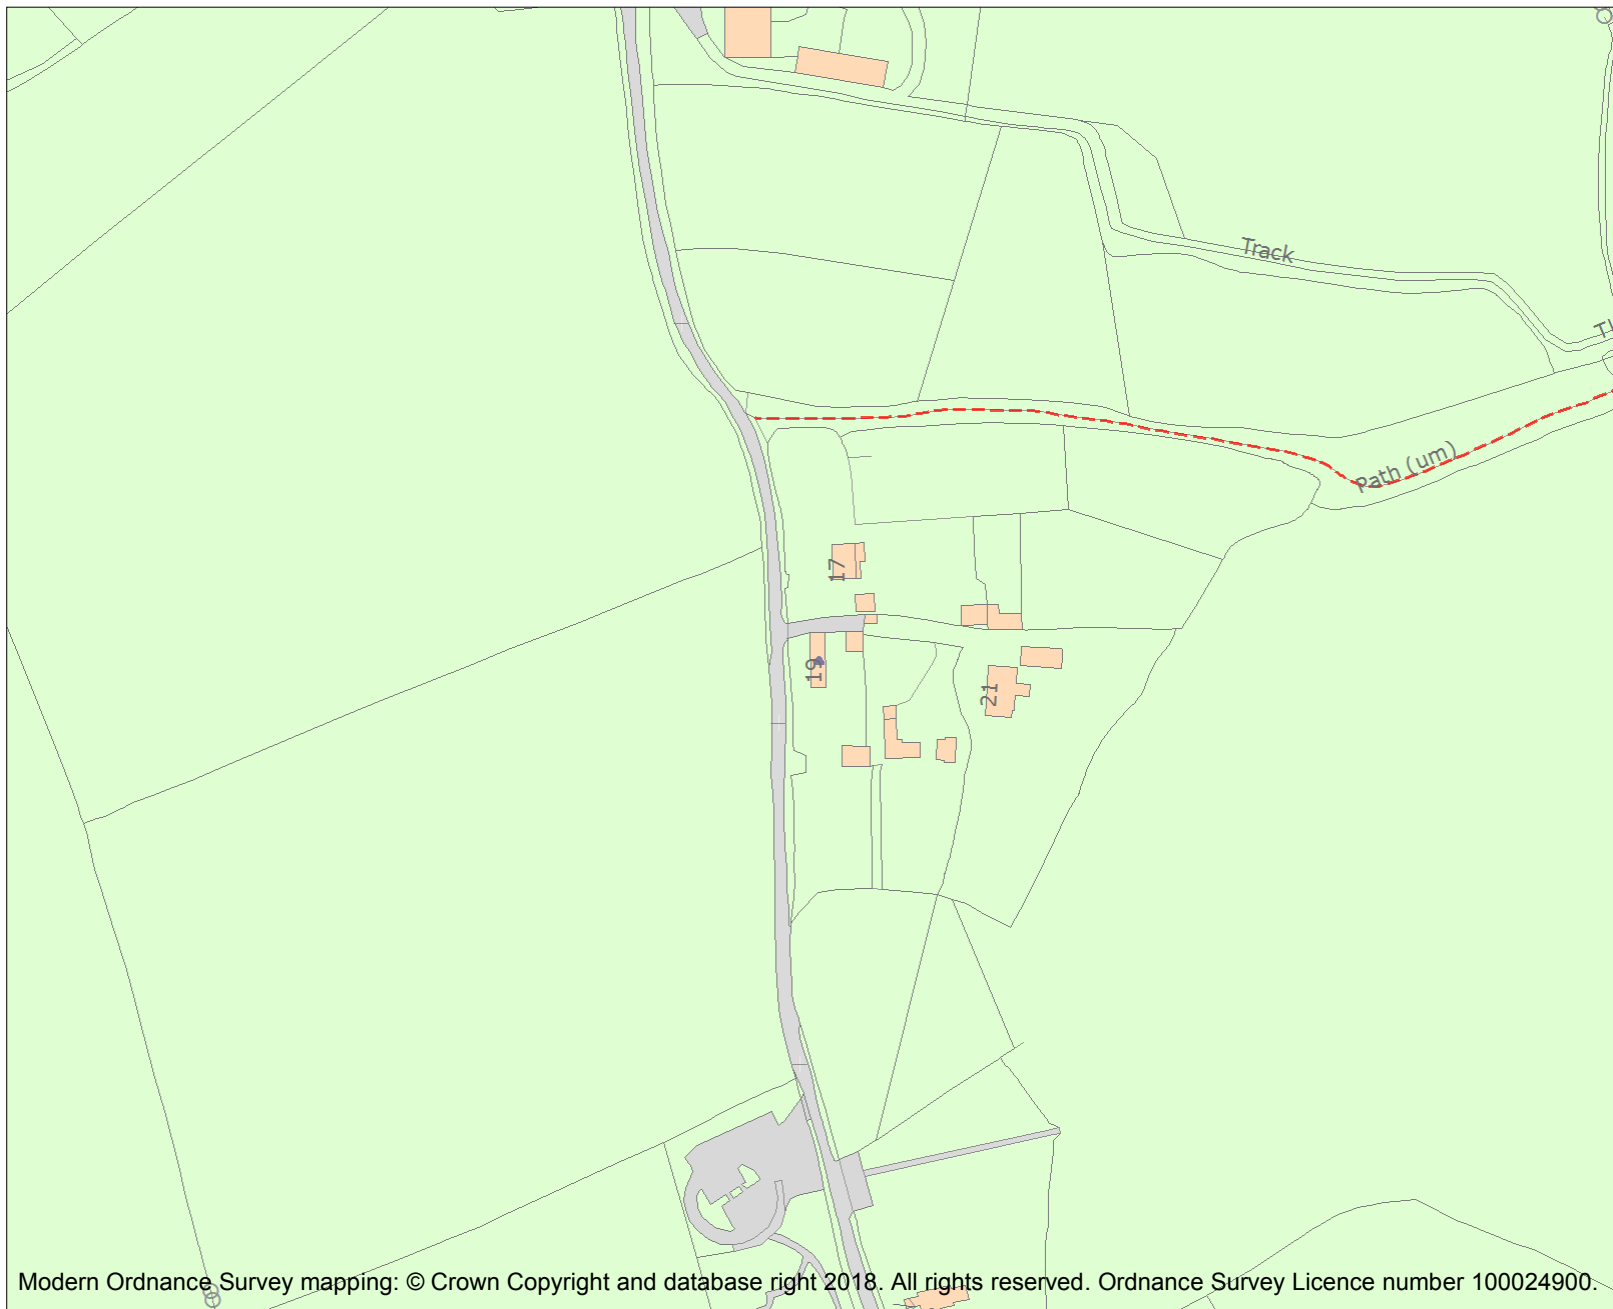 Track
Path (um)
17
19
21
Modern Ordnance Survey mapping: © Crown Copyright and database right 2018. All rights reserved. Ordnance Survey Licence number 100024900.